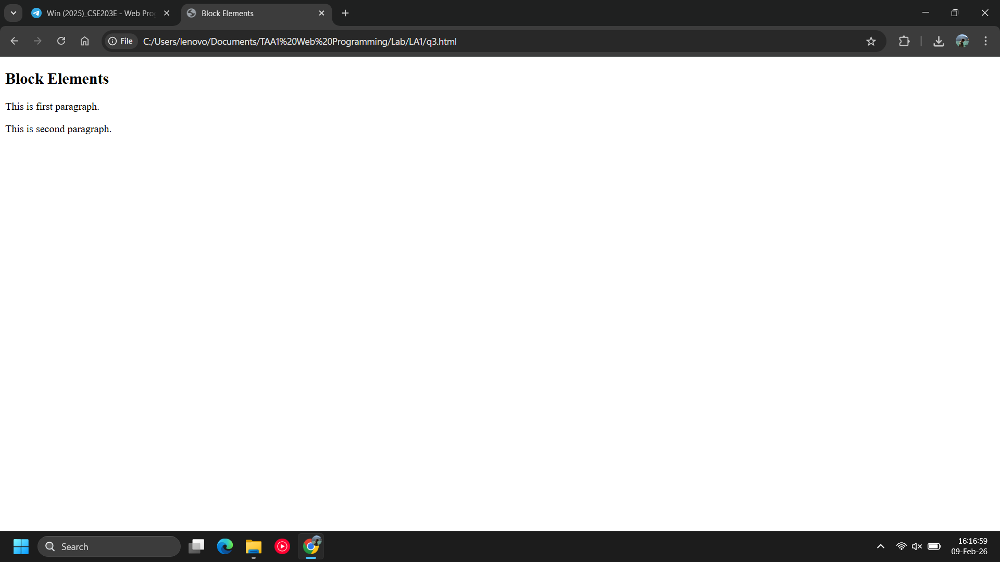 Win (2025)_CSE203E - Web Pro
Block Elements
File
C:/Users/lenovo/Documents/TAA1%20Web%20Programming/Lab/LA1/q3.html
Block Elements
This is first paragraph.
This is second paragraph.
Search
16:16:59
09-Feb-26